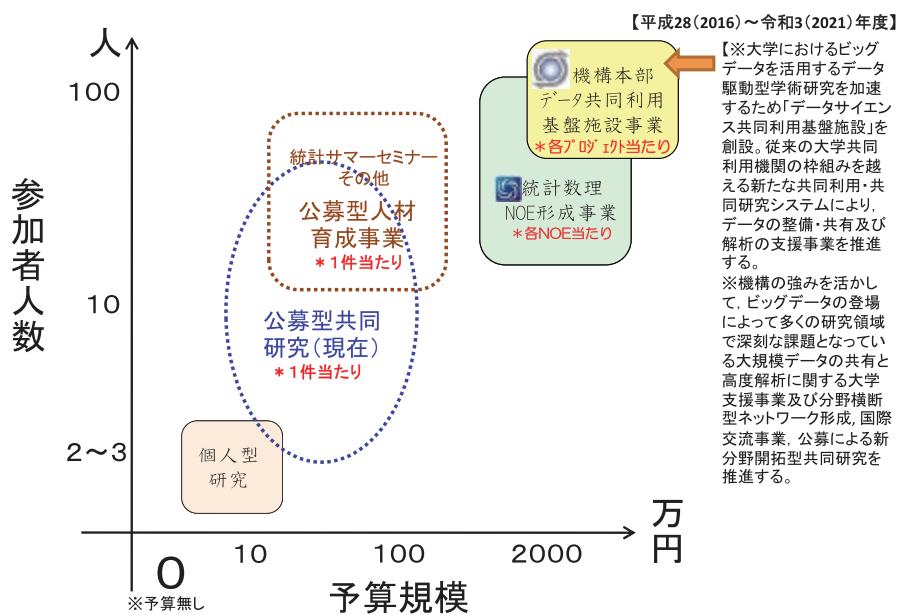 【平成28(2016)～令和3(2021)年度】
人
100
10
2～3
参加者人数
統計サマーセミナー
その他
公募型人材
育成事業
＊1件当たり
公募型共同
研究(現在)
＊1件当たり
個人型
研究
機構本部
データ共同利用
基盤施設事業
＊各ﾌﾟﾛｼﾞｪｸﾄ当たり
統計数理
NOE形成事業
＊各NOE当たり
【※大学におけるビッグ
データを活用するデータ
駆動型学術研究を加速
するため「データサイエン
ス共同利用基盤施設」を
創設。従来の大学共同
利用機関の枠組みを越
える新たな共同利用・共
同研究システムにより,
データの整備・共有及び
解析の支援事業を推進
する。
※機構の強みを活かし
て, ビッグデータの登場
によって多くの研究領域
で深刻な課題となってい
る大規模データの共有と
高度解析に関する大学
支援事業及び分野横断
型ネットワーク形成, 国際
交流事業, 公募による新
分野開拓型共同研究を
推進する。
0
10
100
2000
万円
※予算無し
予算規模